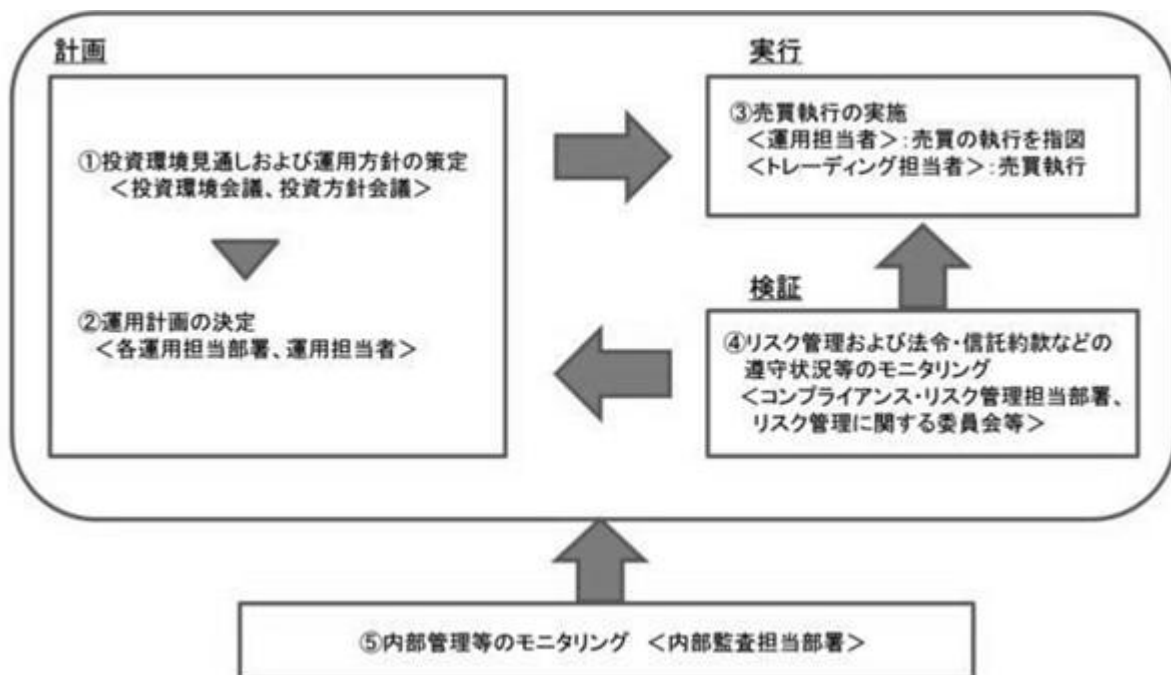 計画
①投資環境見通しおよび運用方針の策定
＜投資環境会議、投資方針会議＞
②運用計画の決定
＜各運用担当部署、運用担当者＞
実行
③売買執行の実施
＜運用担当者＞：売買の執行を指図
＜トレーディング担当者＞：売買執行
検証
④リスク管理および法令・信託約款などの
遵守状況等のモニタリング
＜コンプライアンス・リスク管理担当部署、
リスク管理に関する委員会等＞
⑤内部管理等のモニタリング　＜内部監査担当部署＞